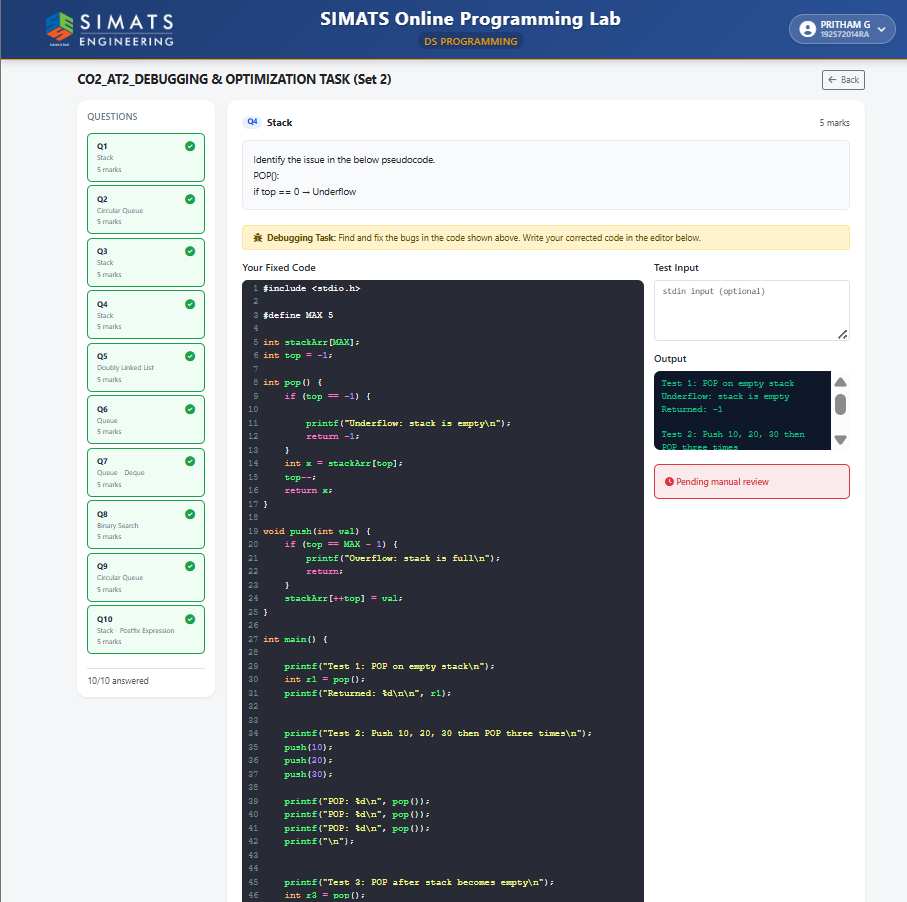 SIMATS
ENGINEERING
SIMATS Online Programming Lab
DS PROGRAMMING
PRITHAM G
192572014RA
CO2_AT2_DEBUGGING & OPTIMIZATION TASK (Set 2)
← Back
QUESTIONS
Q1
Stack
5 marks
Q2
Circular Queue
5 marks
Q3
Stack
5 marks
Q4
Stack
5 marks
Q5
Doubly Linked List
5 marks
Q6
Queue
5 marks
Q7
Queue · Deque
5 marks
Q8
Binary Search
5 marks
Q9
Circular Queue
5 marks
Q10
Stack · Postfix Expression
5 marks
10/10 answered
Q4 Stack
5 marks
Identify the issue in the below pseudocode.
POP():
if top == 0 → Underflow
Debugging Task: Find and fix the bugs in the code shown above. Write your corrected code in the editor below.
Your Fixed Code
1 #include <stdio.h>
2
3 #define MAX 5
4
5 int stackArr[MAX];
6 int top = -1;
7
8 int pop() {
9     if (top == -1) {
10
11         printf("Underflow: stack is empty\n");
12         return -1;
13     }
14     int x = stackArr[top];
15     top--;
16     return x;
17 }
18
19 void push(int val) {
20     if (top == MAX - 1) {
21         printf("Overflow: stack is full\n");
22         return;
23     }
24     stackArr[++top] = val;
25 }
26
27 int main() {
28
29     printf("Test 1: POP on empty stack\n");
30     int r1 = pop();
31     printf("Returned: %d\n\n", r1);
32
33
34     printf("Test 2: Push 10, 20, 30 then POP three times\n");
35     push(10);
36     push(20);
37     push(30);
38
39     printf("POP: %d\n", pop());
40     printf("POP: %d\n", pop());
41     printf("POP: %d\n", pop());
42     printf("\n");
43
44
45     printf("Test 3: POP after stack becomes empty\n");
46     int r3 = pop();
Test Input
stdin input (optional)
Output
Test 1: POP on empty stack
Underflow: stack is empty
Returned: -1
Test 2: Push 10, 20, 30 then
POP three times
Pending manual review